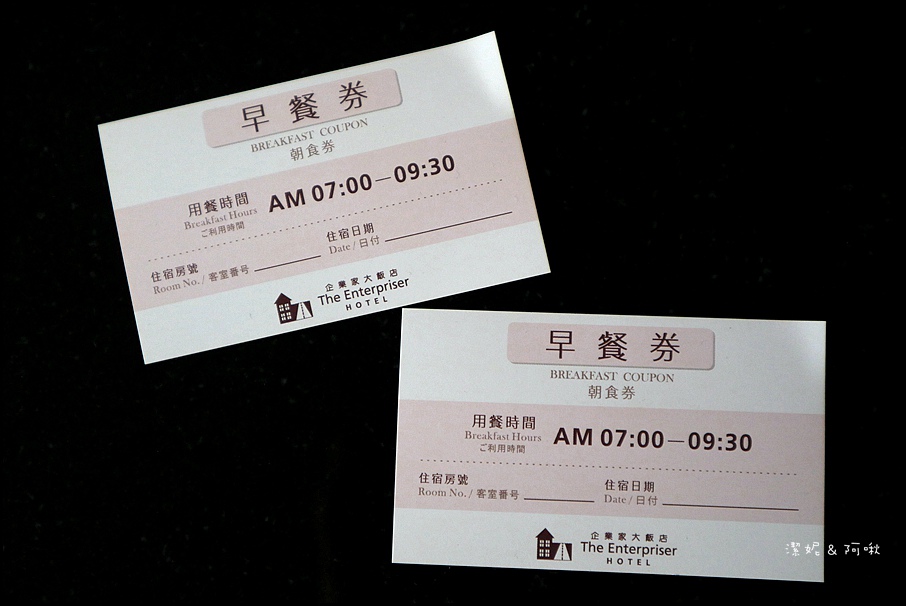 早餐券
BREAKFAST COUPON
朝食券
用餐時間
Breakfast Hours
ご利用時間
AM 07:00－09:30
住宿房號
Room No. / 客室番号
住宿日期
Date / 日付
企業家大飯店
The Enterpriser
HOTEL
早餐券
BREAKFAST COUPON
朝食券
用餐時間
Breakfast Hours
ご利用時間
AM 07:00－09:30
住宿房號
Room No. / 客室番号
住宿日期
Date / 日付
企業家大飯店
The Enterpriser
HOTEL
潔妮 & 阿啾